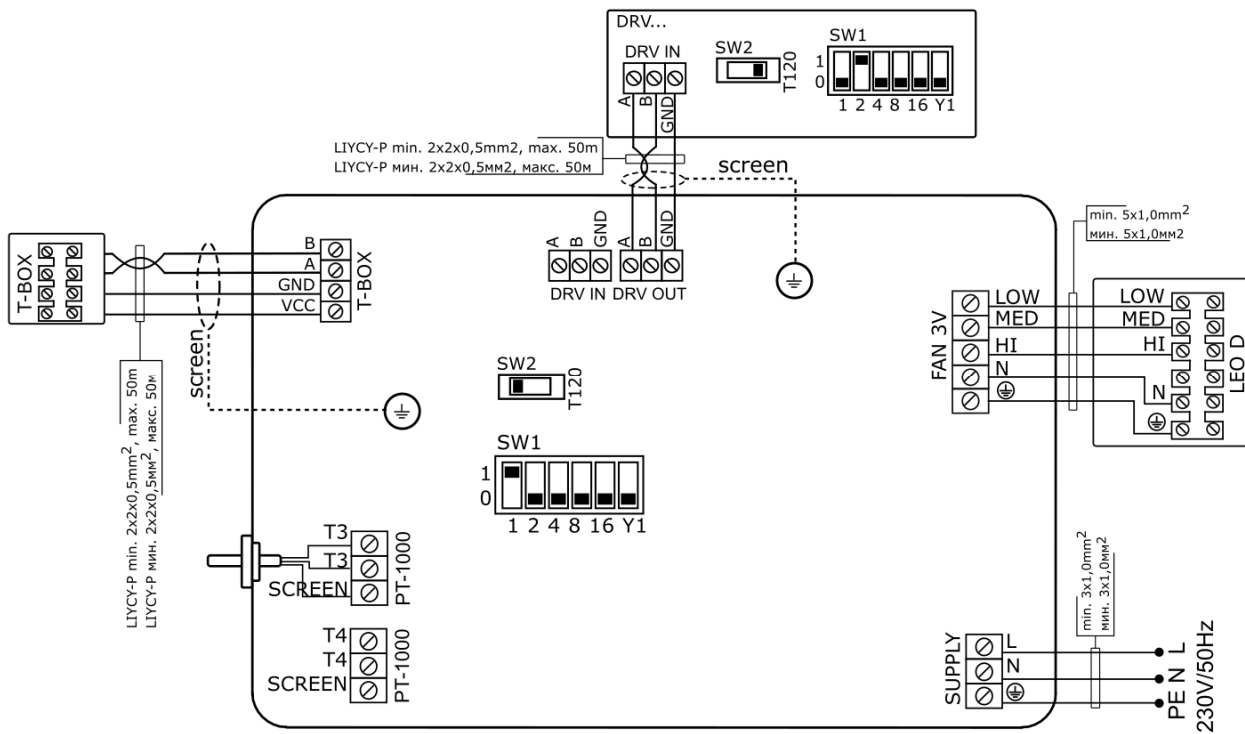 DRV...
DRV IN
SW2
SW1
T120
1
0
1 2 4 8 16 Y1
A
B
GND
LIYCY-P min. 2x2x0,5mm2, max. 50m
LIYCY-P мин. 2x2x0,5мм2, макс. 50м
screen
T-BOX
B
A
GND
VCC
T-BOX
screen
LIYCY-P min. 2x2x0,5mm², max. 50m
LIYCY-P мин. 2x2x0,5мм², макс. 50м
A
B
GND
A
B
GND
DRV IN DRV OUT
min. 5x1,0mm²
мин. 5x1,0мм2
FAN 3V
LOW
MED
HI
N
LOW
MED
HI
N
LEO D
SW2
T120
SW1
1
0
1 2 4 8 16 Y1
T3
T3
SCREEN
PT-1000
T4
T4
SCREEN
PT-1000
min. 3x1,0mm²
мин. 3x1,0мм²
SUPPLY
L
N
L
N
PE
230V/50Hz